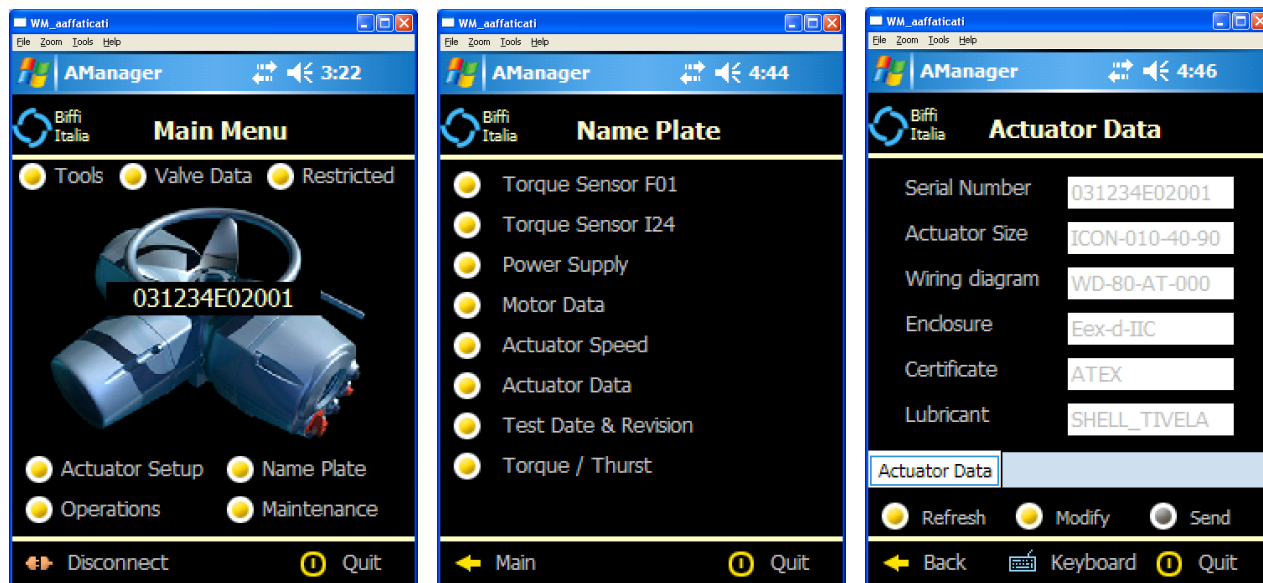 WM_aaffaticati
File Zoom Tools Help
AManager 3:22
Biffi
Italia
Main Menu
Tools Valve Data Restricted
031234E02001
Actuator Setup Name Plate
Operations Maintenance
Disconnect Quit
WM_aaffaticati
File Zoom Tools Help
AManager 4:44
Biffi
Italia
Name Plate
Torque Sensor F01
Torque Sensor I24
Power Supply
Motor Data
Actuator Speed
Actuator Data
Test Date & Revision
Torque / Thurst
Main Quit
WM_aaffaticati
File Zoom Tools Help
AManager 4:46
Biffi
Italia
Actuator Data
Serial Number 031234E02001
Actuator Size ICON-010-40-90
Wiring diagram WD-80-AT-000
Enclosure Eex-d-IIC
Certificate ATEX
Lubricant SHELL_TIVELA
Actuator Data
Refresh Modify Send
Back Keyboard Quit